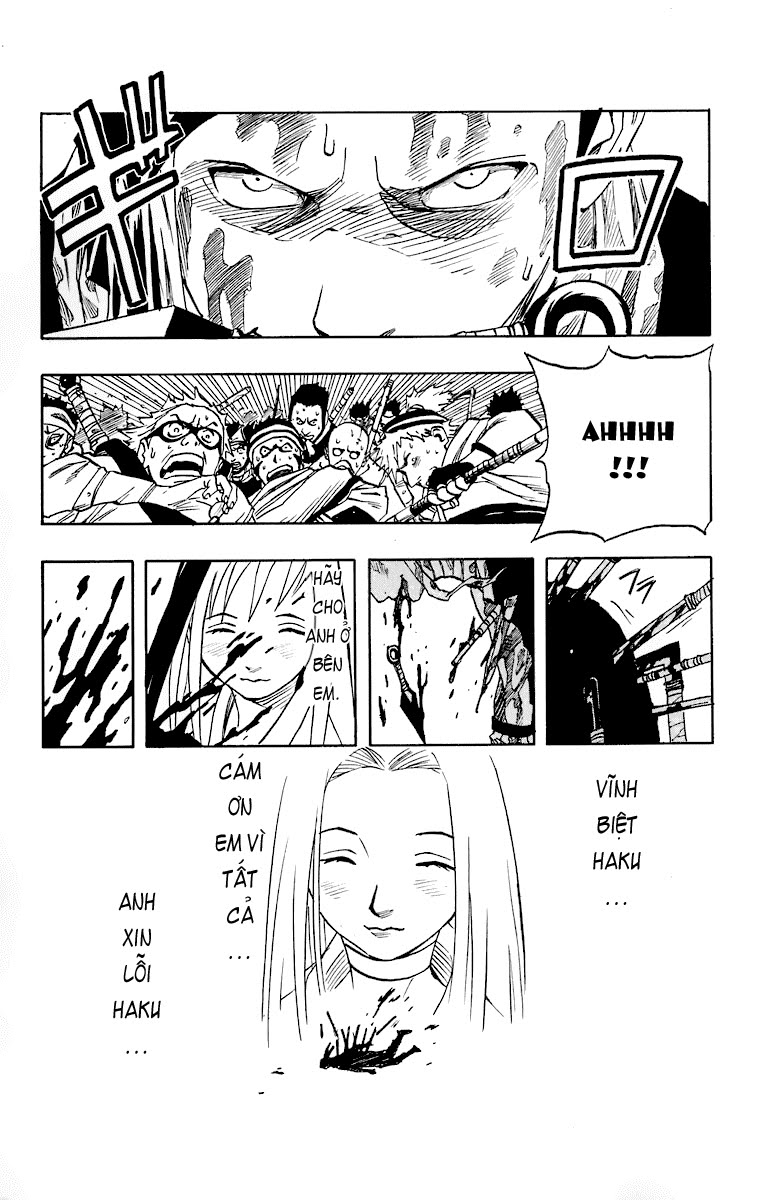 AHHHH
!!!
HÃY
CHO
ANH Ở
BÊN
EM.
VĨNH
BIỆT
HAKU
...
CÁM
ƠN
EM VÌ
TẤT
CẢ
...
ANH
XIN
LỖI
HAKU
...